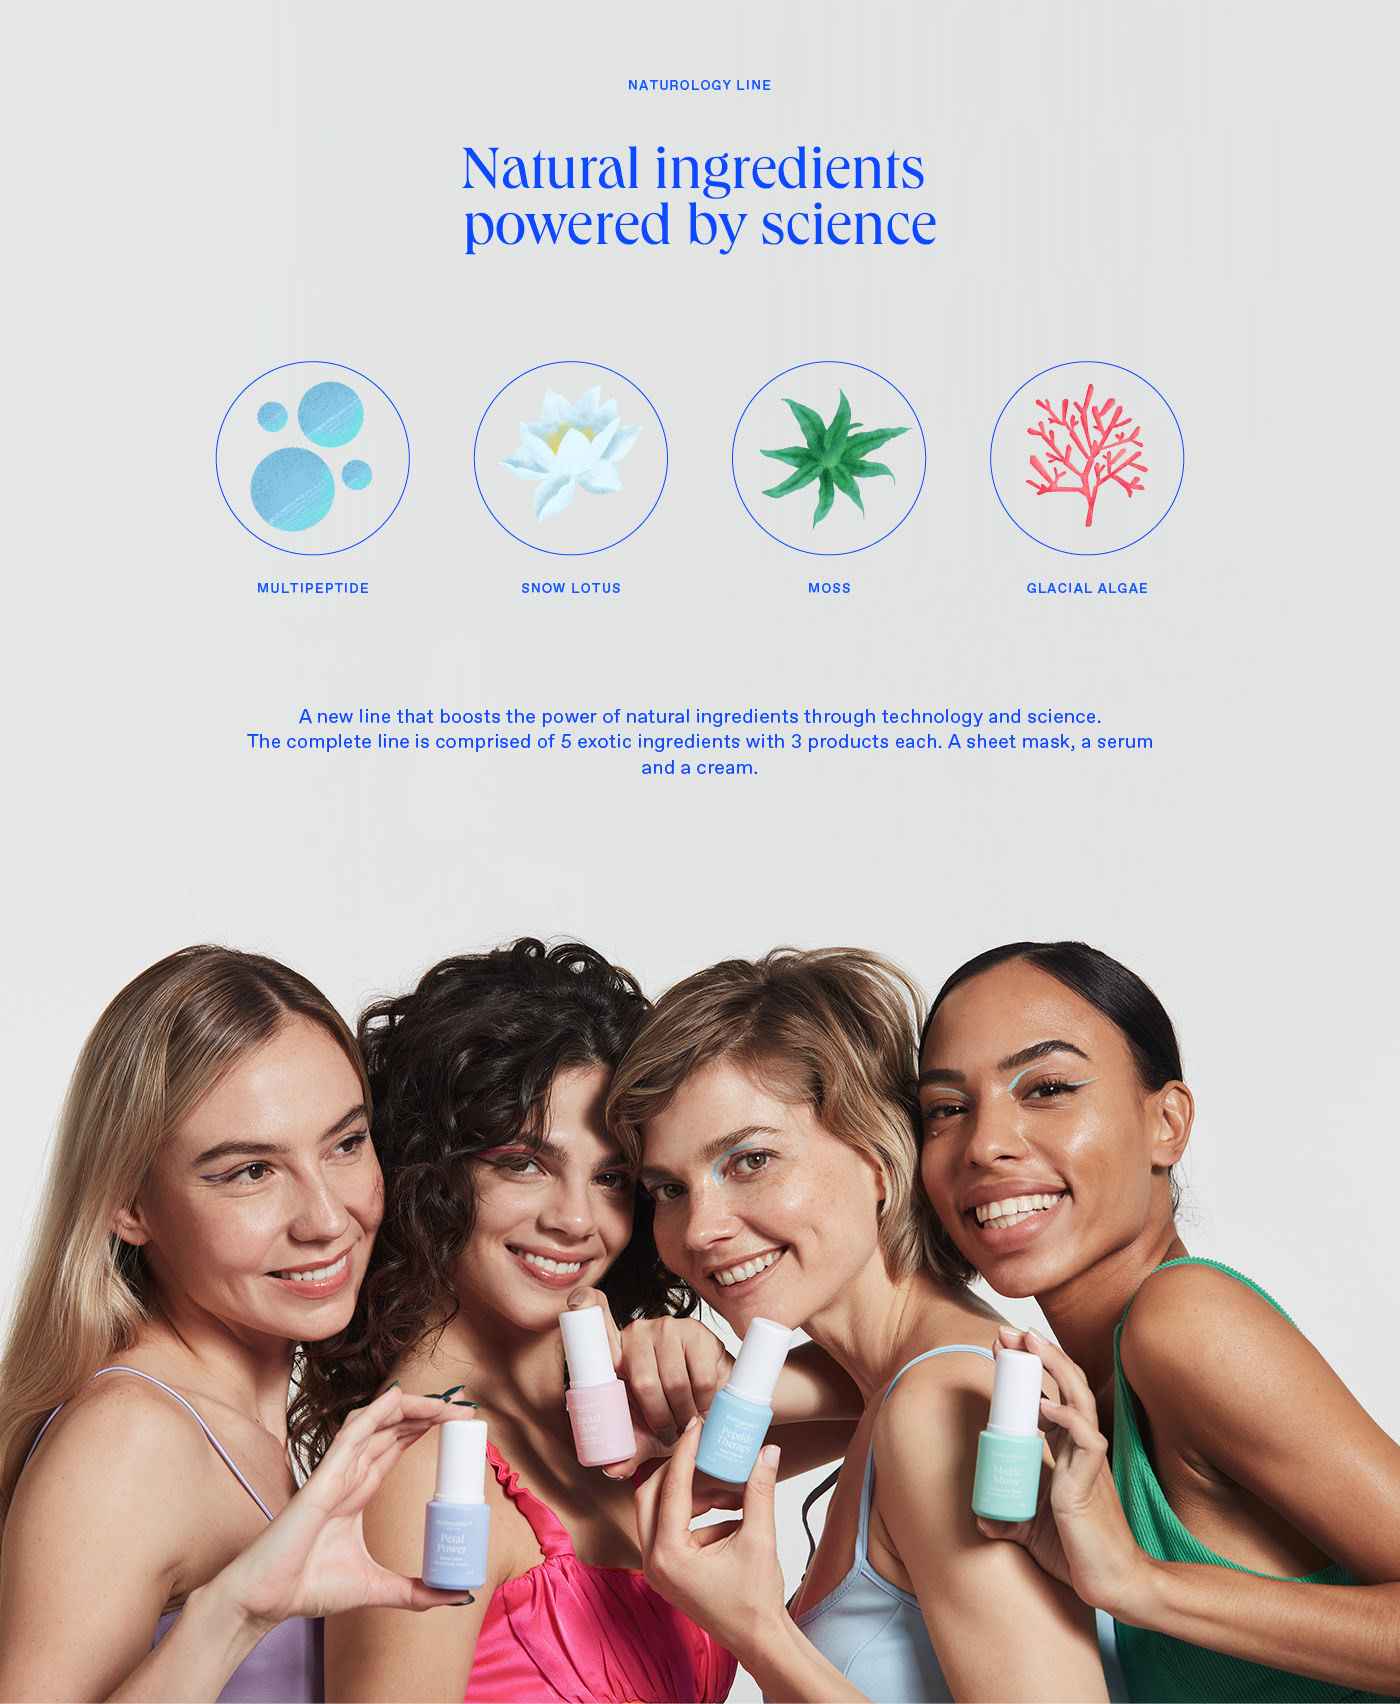 NATUROLOGY LINE
Natural ingredients
powered by science
MULTIPEPTIDE
SNOW LOTUS
MOSS
GLACIAL ALGAE
A new line that boosts the power of natural ingredients through technology and science.
The complete line is comprised of 5 exotic ingredients with 3 products each. A sheet mask, a serum
and a cream.
Peptide
Therapy
Petal
Power